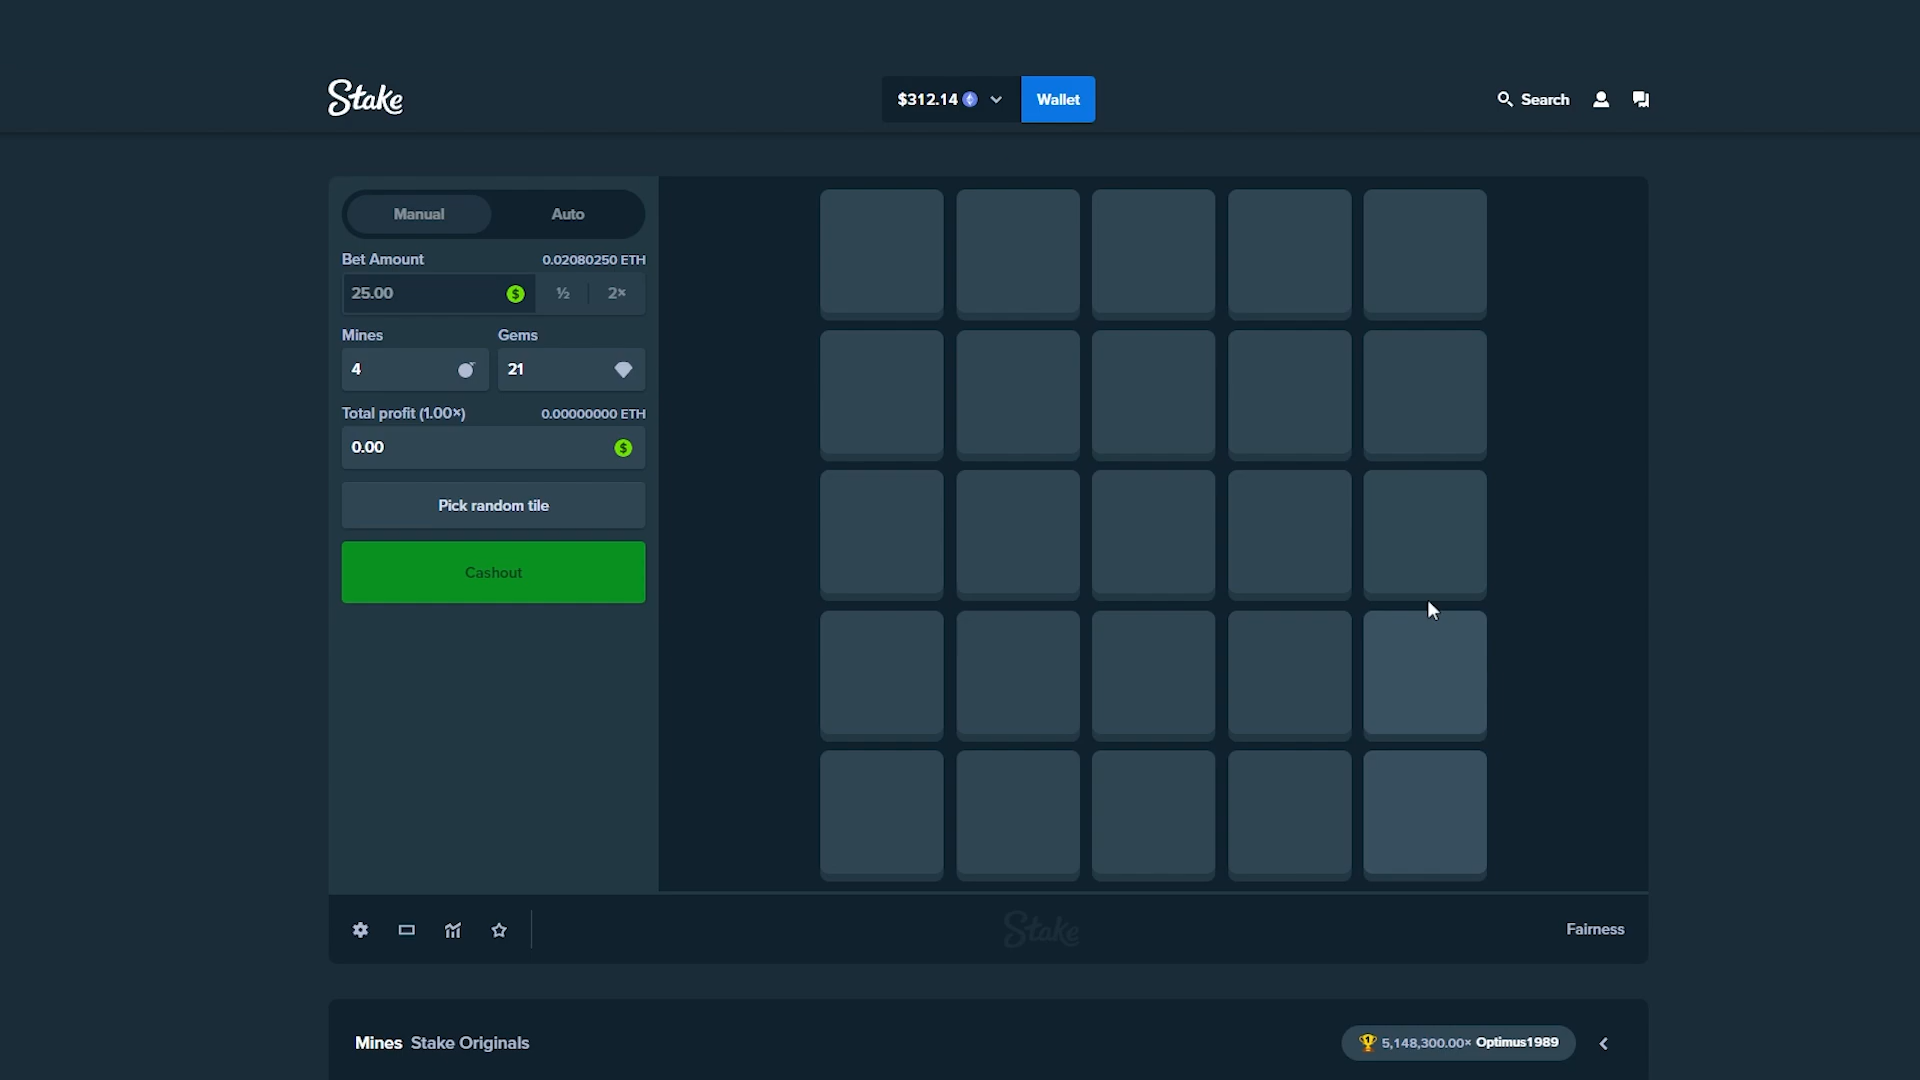 Stake
$312.14
Wallet
Search
Manual
Auto
Bet Amount
0.02080250 ETH
25.00
$
½
2×
Mines
Gems
4
21
Total profit (1.00×)
0.00000000 ETH
0.00
$
Pick random tile
Cashout
Stake
Fairness
Mines Stake Originals
1
5,148,300.00× Optimus1989